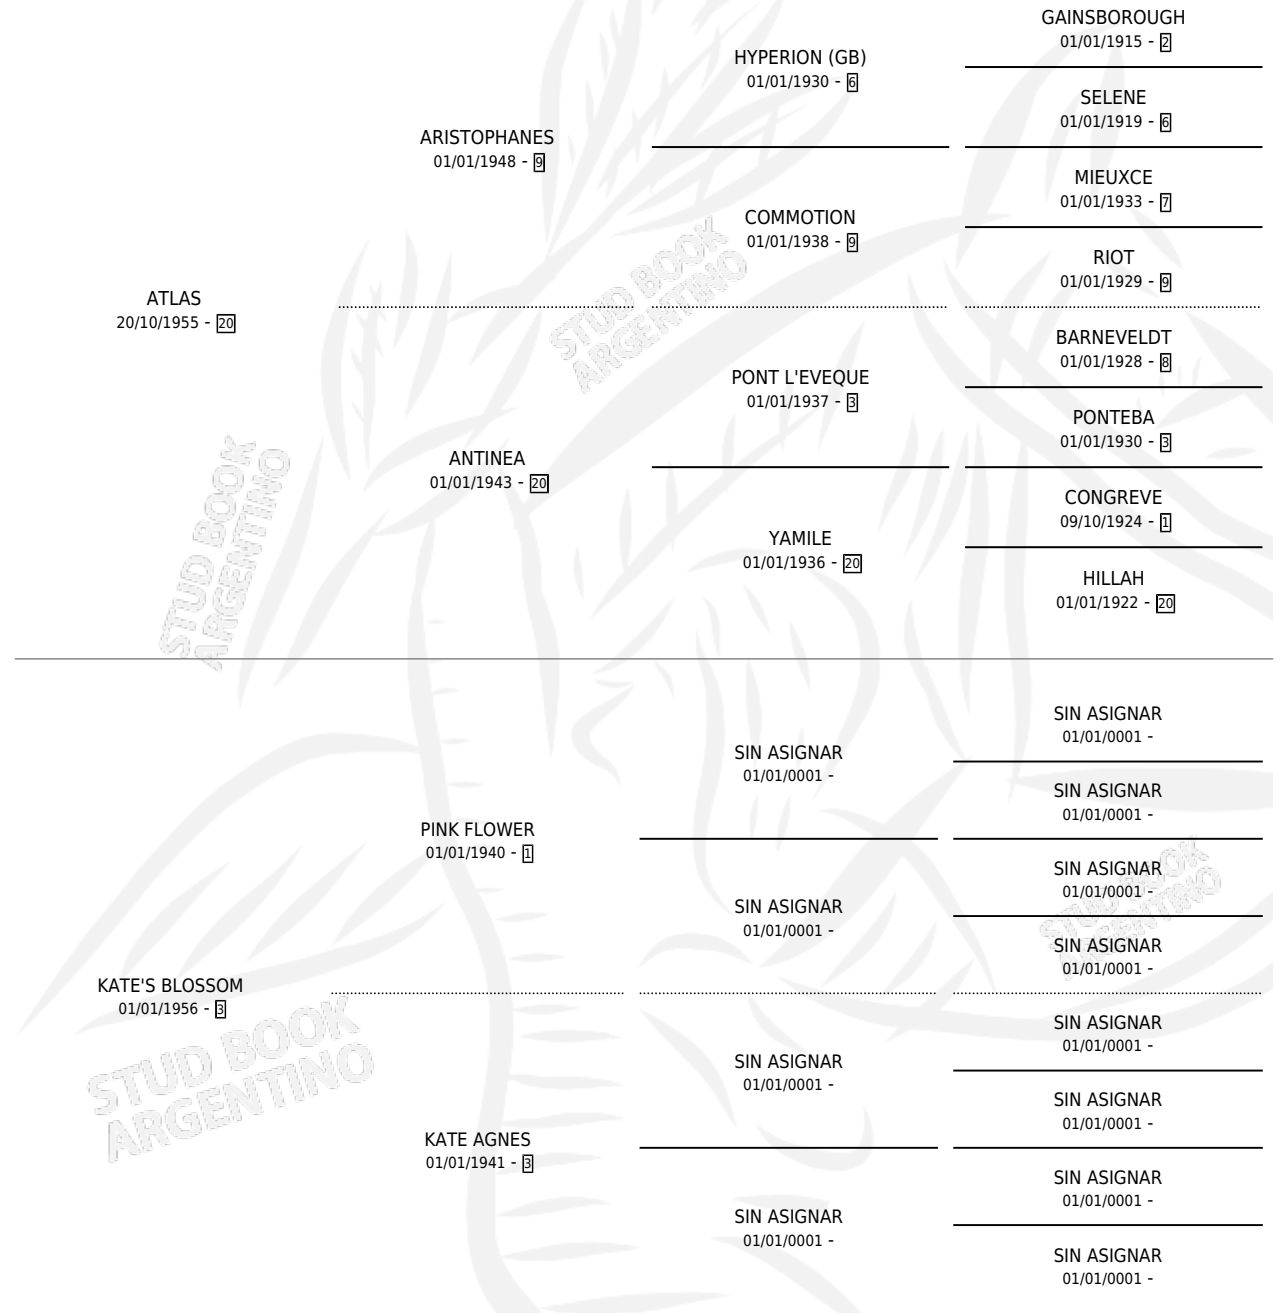 GAINSBOROUGH
01/01/1915 - 2
HYPERION (GB)
01/01/1930 - 6
SELENE
01/01/1919 - 6
ARISTOPHANES
01/01/1948 - 9
MIEUXCE
01/01/1933 - 7
COMMOTION
01/01/1938 - 9
RIOT
01/01/1929 - 9
ATLAS
20/10/1955 - 20
BARNEVELDT
01/01/1928 - 8
PONT L'EVEQUE
01/01/1937 - 3
PONTEBA
01/01/1930 - 3
ANTINEA
01/01/1943 - 20
CONGREVE
09/10/1924 - 1
YAMILE
01/01/1936 - 20
HILLAH
01/01/1922 - 20
STUD BOOK
ARGENTINO
STUD BOOK
ARGENTINO
SIN ASIGNAR
01/01/0001 -
SIN ASIGNAR
01/01/0001 -
SIN ASIGNAR
01/01/0001 -
PINK FLOWER
01/01/1940 - 1
SIN ASIGNAR
01/01/0001 -
SIN ASIGNAR
01/01/0001 -
SIN ASIGNAR
01/01/0001 -
KATE'S BLOSSOM
01/01/1956 - 3
SIN ASIGNAR
01/01/0001 -
SIN ASIGNAR
01/01/0001 -
SIN ASIGNAR
01/01/0001 -
KATE AGNES
01/01/1941 - 3
SIN ASIGNAR
01/01/0001 -
SIN ASIGNAR
01/01/0001 -
SIN ASIGNAR
01/01/0001 -
STUD BOOK
ARGENTINO
STUD BOOK
ARGENTINO